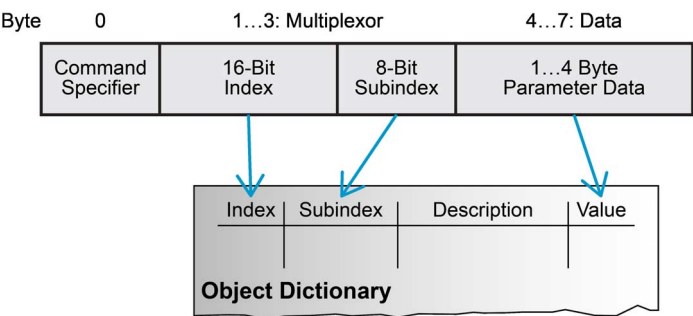 Byte 0 1…3: Multiplexor 4…7: Data
Command Specifier
16-Bit Index
8-Bit Subindex
1…4 Byte Parameter Data
Index Subindex Description Value
Object Dictionary